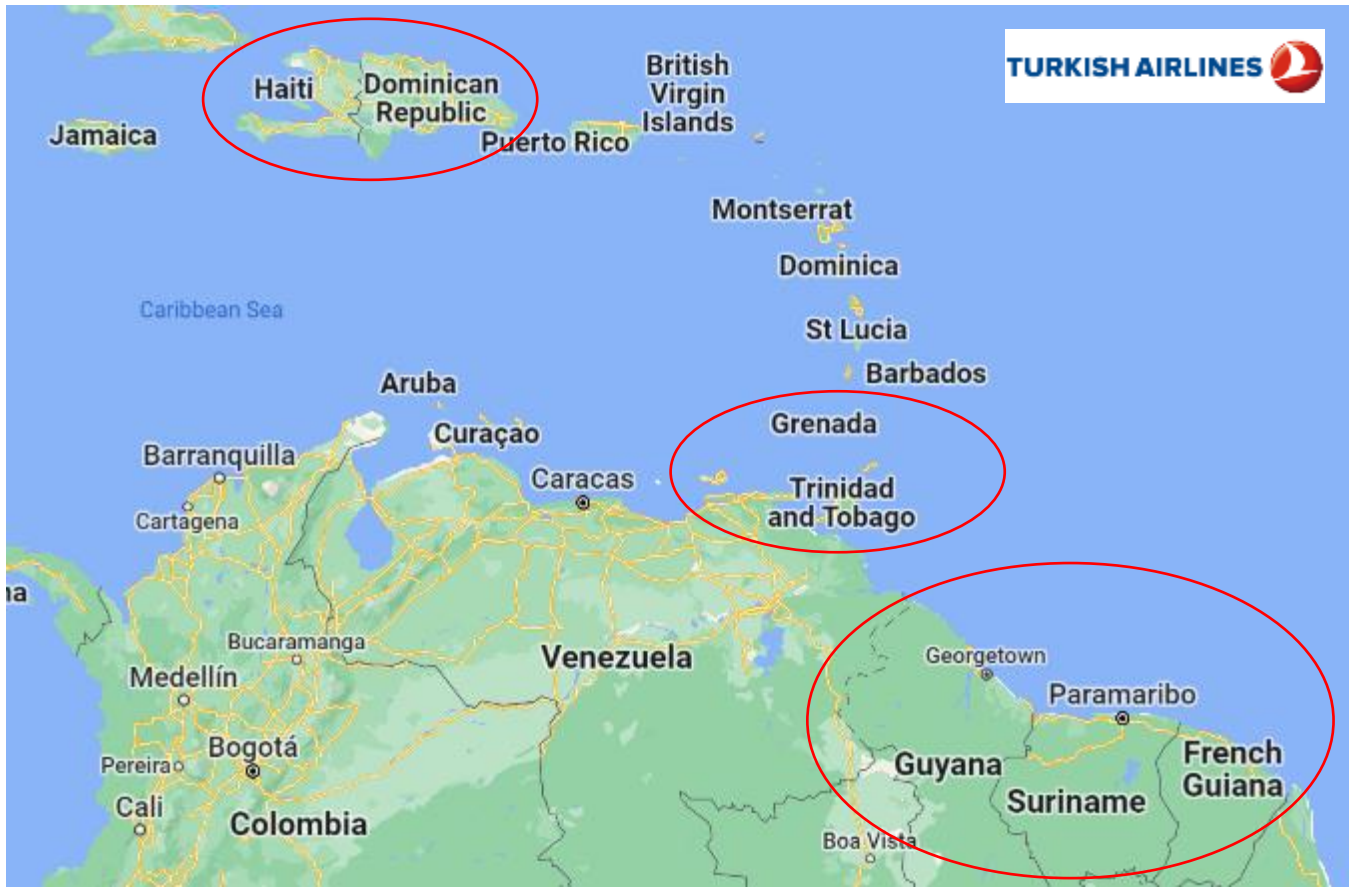 TURKISH AIRLINES
Haiti
Dominican
Republic
British
Virgin
Islands
Jamaica
Puerto Rico
Montserrat
Dominica
Caribbean Sea
St Lucia
Barbados
Aruba
Grenada
Curaçao
Barranquilla
Caracas
Trinidad
and Tobago
Cartagena
na
Bucaramanga
Venezuela
Georgetown
Medellín
Paramaribo
Bogotá
Pereira
Guyana
French
Guiana
Suriname
Cali
Colombia
Boa Vista